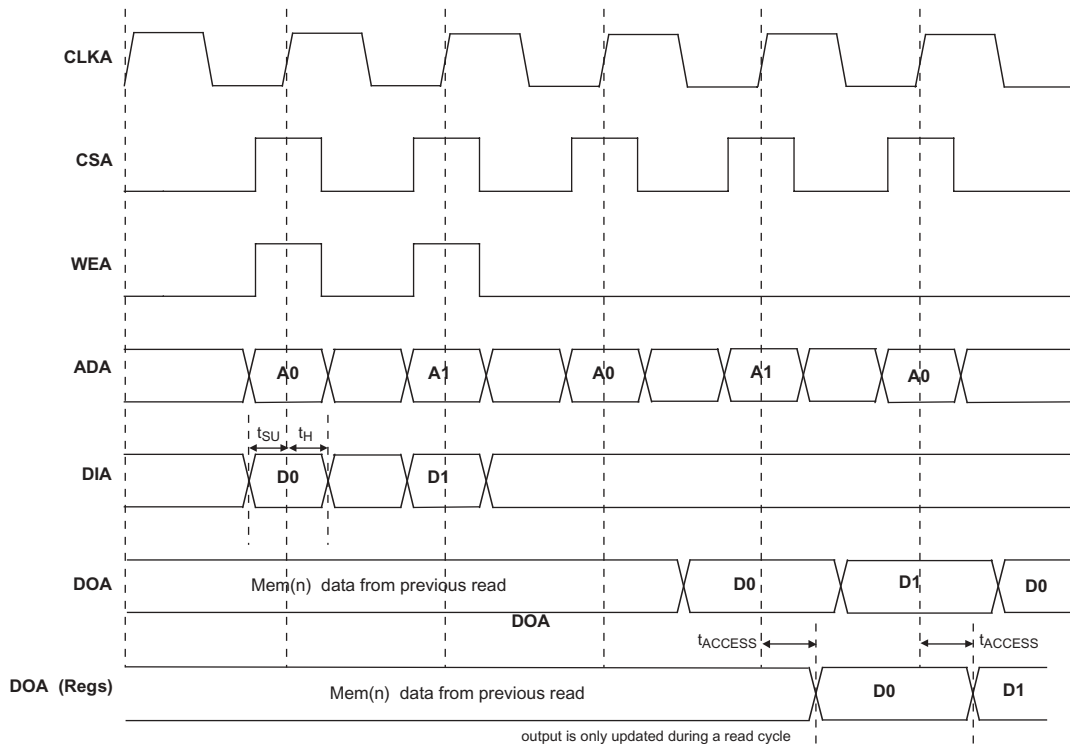 CLKA
CSA
WEA
ADA A0 A1 A0 A1 A0
tSU tH
DIA D0 D1
DOA Mem(n) data from previous read D0 D1 D0
DOA
tACCESS tACCESS
DOA (Regs) Mem(n) data from previous read D0 D1
output is only updated during a read cycle